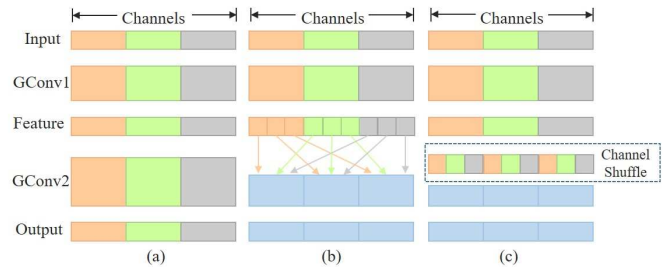 Channels Channels Channels
Input
GConv1
Feature
Channel
Shuffle
GConv2
Output
(a) (b) (c)